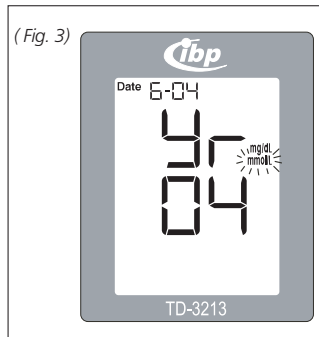 (Fig. 3)
ibp
Date 6-04
Yr
mg/dL
mmol/L
04
TD-3213